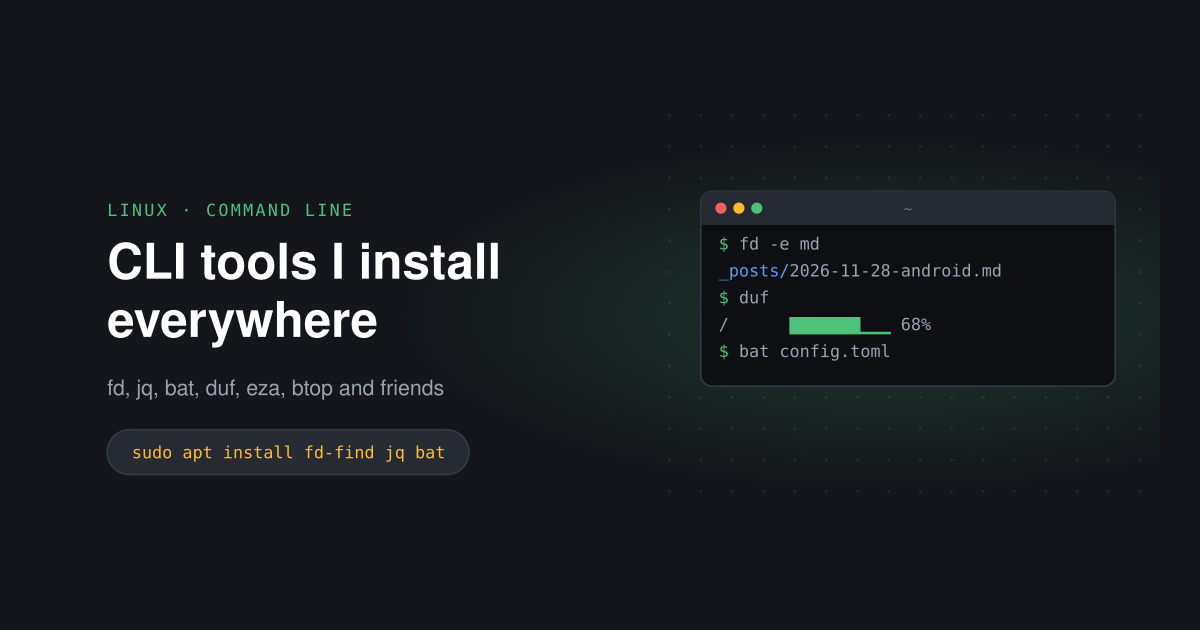 LINUX · COMMAND LINE
CLI tools I install
everywhere
fd, jq, bat, duf, eza, btop and friends
sudo apt install fd-find jq bat
~
$ fd -e md
_posts/2026-11-28-android.md
$ duf
/ 68%
$ bat config.toml